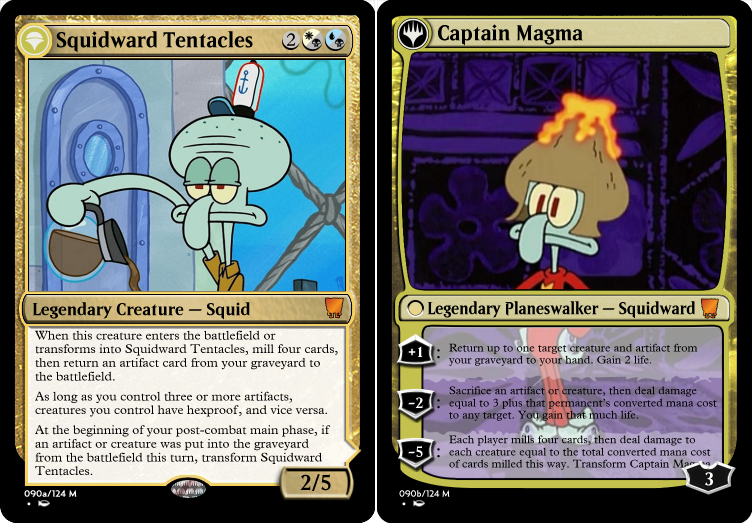 Squidward Tentacles 2
Legendary Creature — Squid
When this creature enters the battlefield or
transforms into Squidward Tentacles, mill four cards,
then return an artifact card from your graveyard to
the battlefield.
As long as you control three or more artifacts,
creatures you control have hexproof, and vice versa.
At the beginning of your post-combat main phase, if
an artifact or creature was put into the graveyard
from the battlefield this turn, transform Squidward
Tentacles.
2/5
090a/124 M
Captain Magma
Legendary Planeswalker — Squidward
+1 : Return up to one target creature and artifact from
your graveyard to your hand. Gain 2 life.
-2 : Sacrifice an artifact or creature, then deal damage
equal to 3 plus that permanent's converted mana cost
to any target. You gain that much life.
-5 : Each player mills four cards, then deal damage to
each creature equal to the total converted mana cost
of cards milled this way. Transform Captain Magma.
3
090b/124 M